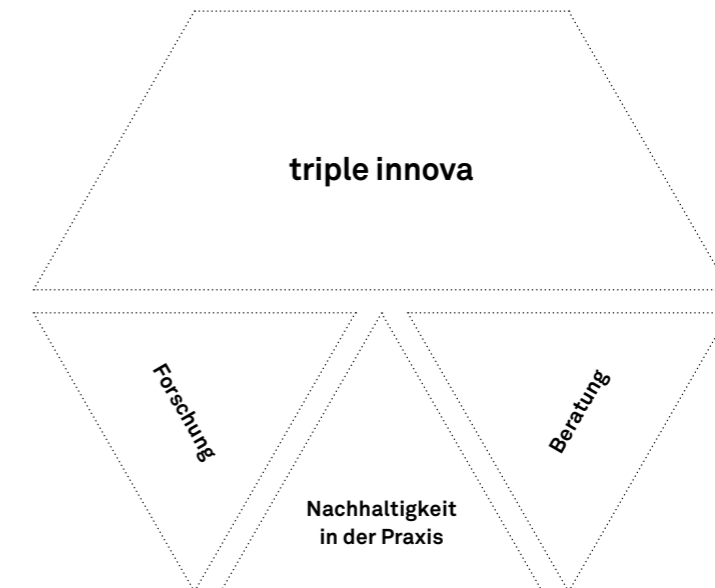 triple innova
Forschung
Beratung
Nachhaltigkeit
in der Praxis